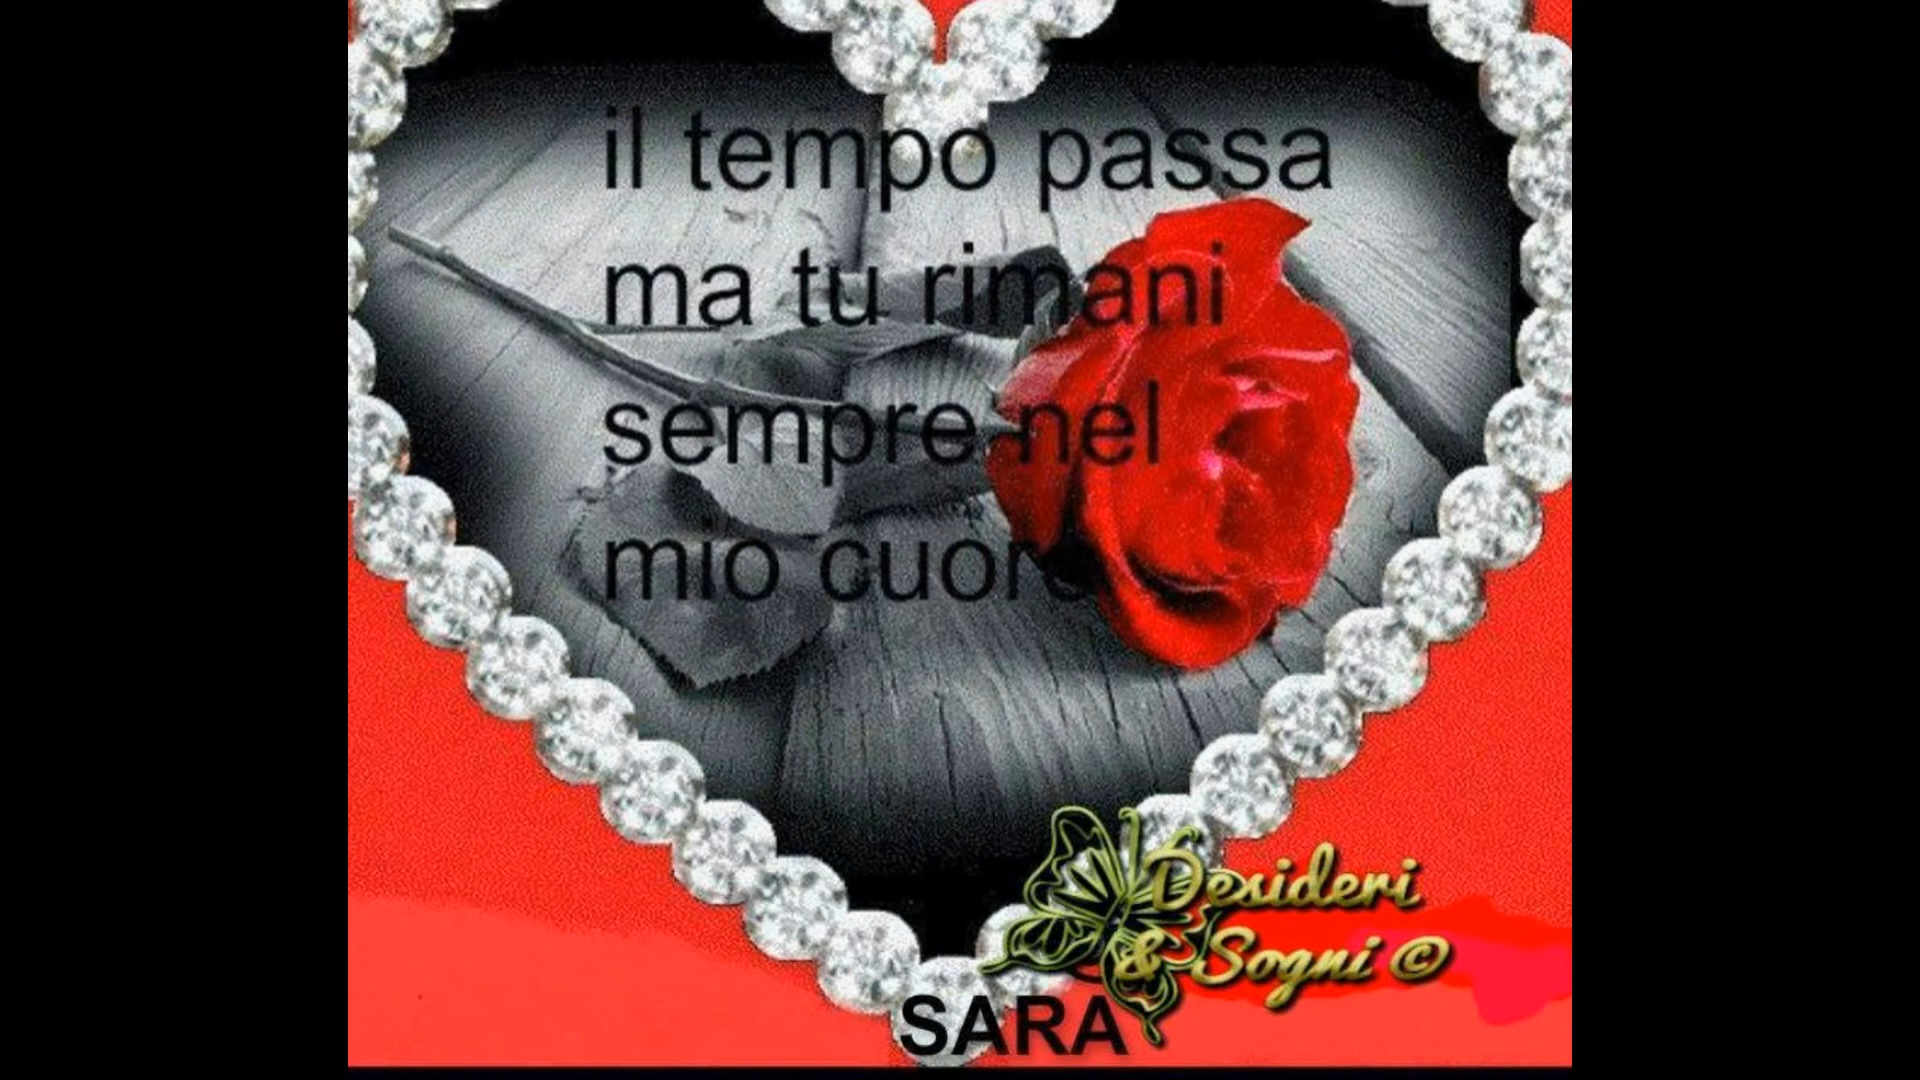 il tempo passa
ma tu rimani
sempre nel
mio cuore
Desideri
& Sogni ©
SARA